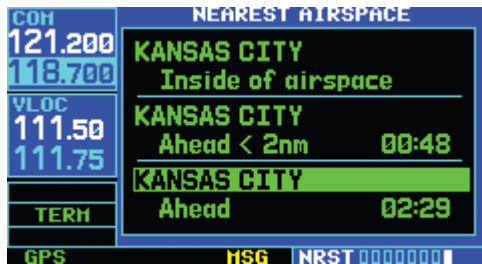 COM
121.200
118.700
VLOC
111.50
111.75
TERM
GPS
NEAREST AIRSPACE
KANSAS CITY
Inside of airspace
KANSAS CITY
Ahead < 2nm 00:48
KANSAS CITY
Ahead 02:29
MSG
NRST